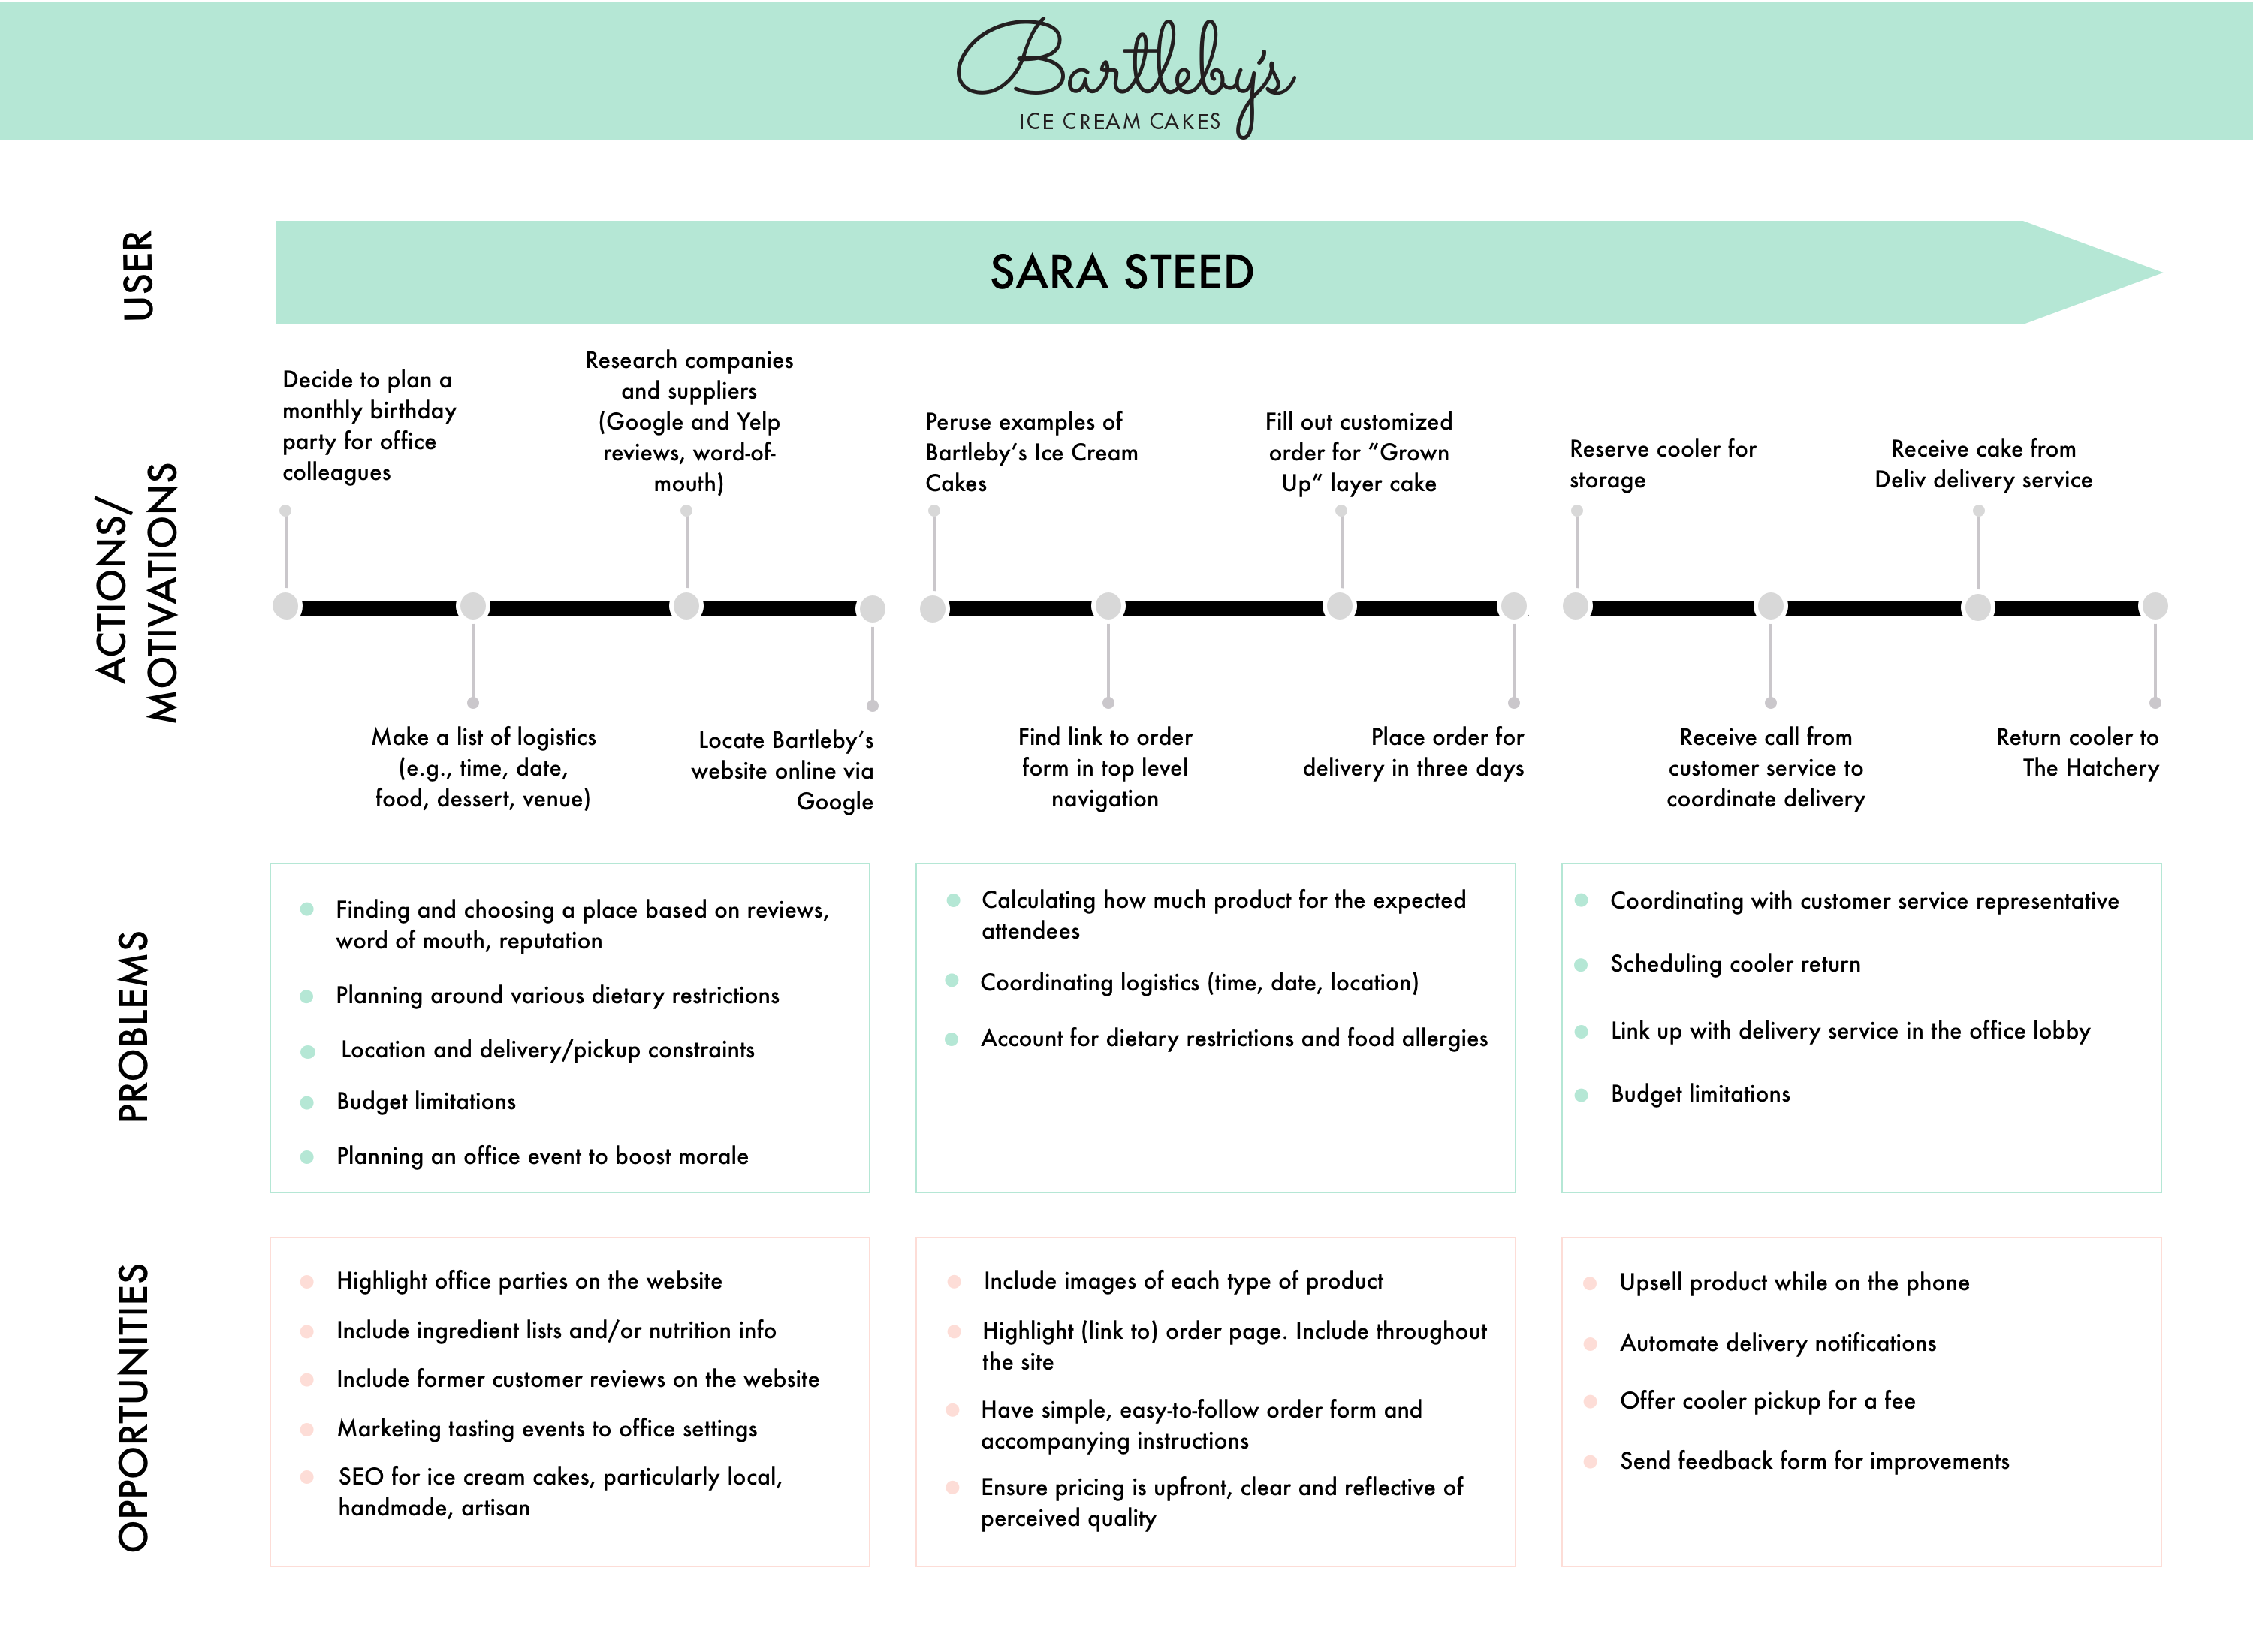 Bartleby's
ICE CREAM CAKES
USER
SARA STEED
ACTIONS/
MOTIVATIONS
Decide to plan a
monthly birthday
party for office
colleagues
Make a list of logistics
(e.g., time, date,
food, dessert, venue)
Research companies
and suppliers
(Google and Yelp
reviews, word-of-
mouth)
Locate Bartleby’s
website online via
Google
Peruse examples of
Bartleby’s Ice Cream
Cakes
Find link to order
form in top level
navigation
Fill out customized
order for “Grown
Up” layer cake
Place order for
delivery in three days
Reserve cooler for
storage
Receive call from
customer service to
coordinate delivery
Receive cake from
Deliv delivery service
Return cooler to
The Hatchery
PROBLEMS
Finding and choosing a place based on reviews,
word of mouth, reputation
Planning around various dietary restrictions
Location and delivery/pickup constraints
Budget limitations
Planning an office event to boost morale
Calculating how much product for the expected
attendees
Coordinating logistics (time, date, location)
Account for dietary restrictions and food allergies
Coordinating with customer service representative
Scheduling cooler return
Link up with delivery service in the office lobby
Budget limitations
OPPORTUNITIES
Highlight office parties on the website
Include ingredient lists and/or nutrition info
Include former customer reviews on the website
Marketing tasting events to office settings
SEO for ice cream cakes, particularly local,
handmade, artisan
Include images of each type of product
Highlight (link to) order page. Include throughout
the site
Have simple, easy-to-follow order form and
accompanying instructions
Ensure pricing is upfront, clear and reflective of
perceived quality
Upsell product while on the phone
Automate delivery notifications
Offer cooler pickup for a fee
Send feedback form for improvements